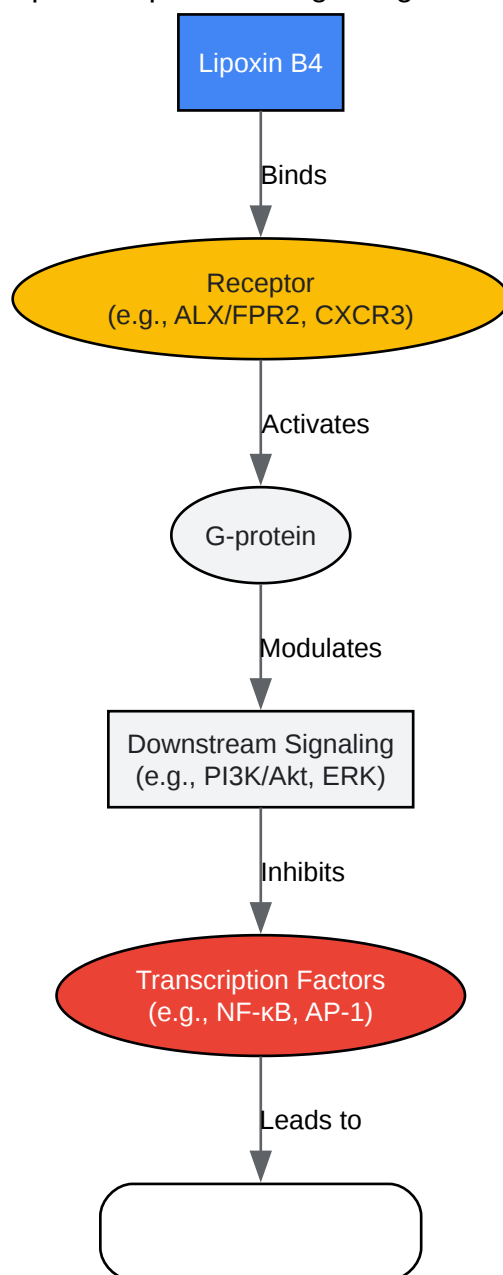 Lipoxin B4
Binds
Receptor
(e.g., ALX/FPR2, CXCR3)
Activates
G-protein
Modulates
Downstream Signaling
(e.g., PI3K/Akt, ERK)
Inhibits
Transcription Factors
(e.g., NF-κB, AP-1)
Leads to